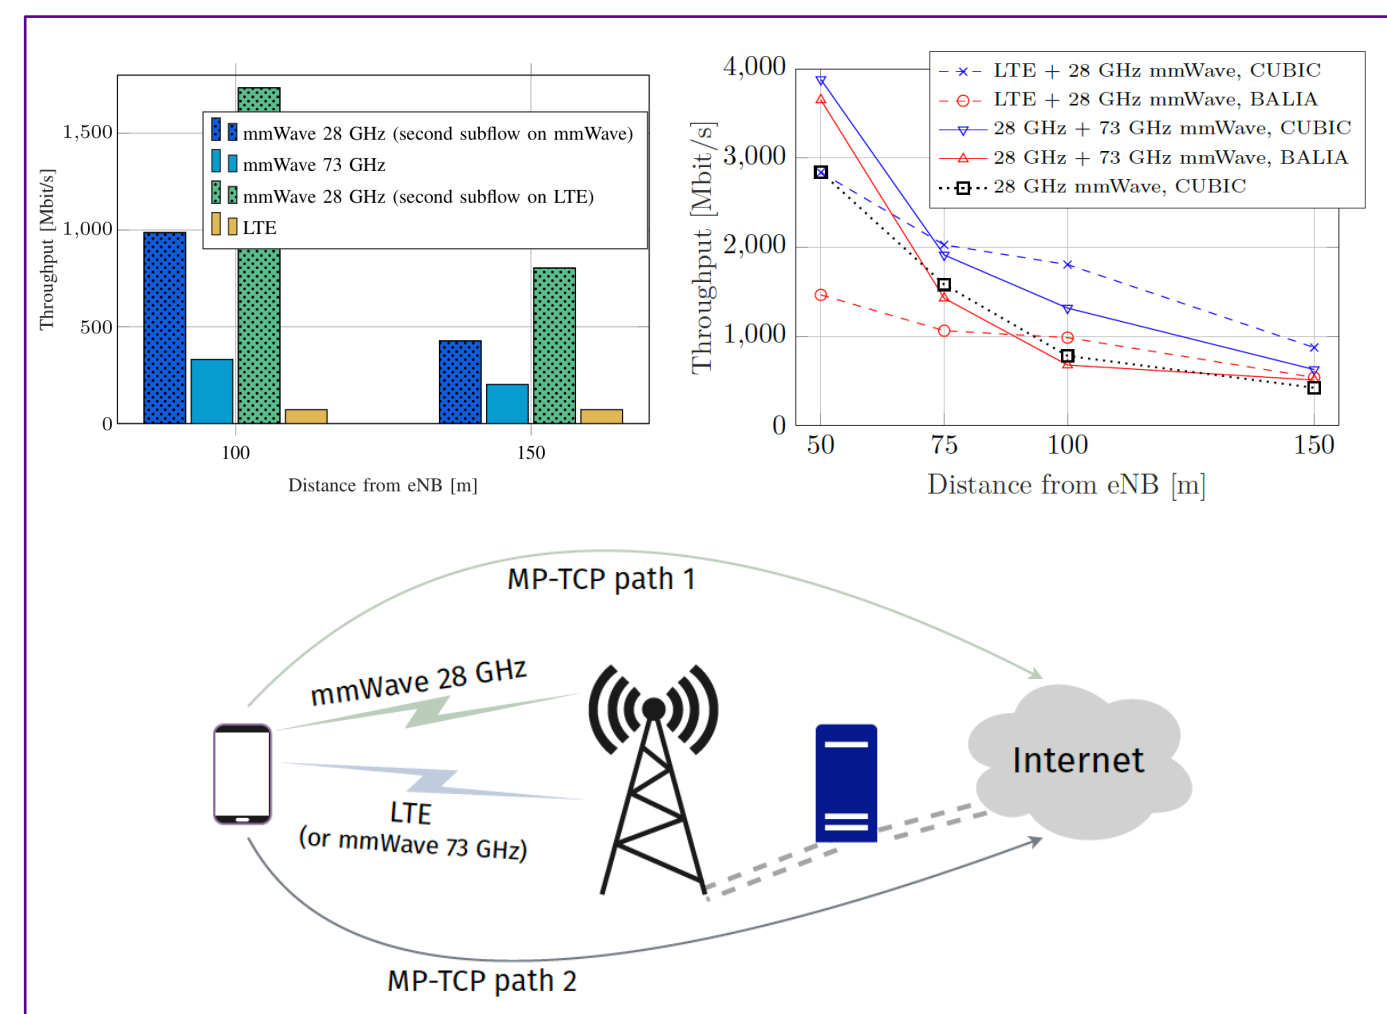 1,500
1,000
500
0
Throughput [Mbit/s]
mmWave 28 GHz (second subflow on mmWave)
mmWave 73 GHz
mmWave 28 GHz (second subflow on LTE)
LTE
100
150
Distance from eNB [m]
4,000
3,000
2,000
1,000
0
Throughput [Mbit/s]
LTE + 28 GHz mmWave, CUBIC
LTE + 28 GHz mmWave, BALIA
28 GHz + 73 GHz mmWave, CUBIC
28 GHz + 73 GHz mmWave, BALIA
28 GHz mmWave, CUBIC
50
75
100
150
Distance from eNB [m]
MP-TCP path 1
mmWave 28 GHz
LTE
(or mmWave 73 GHz)
Internet
MP-TCP path 2